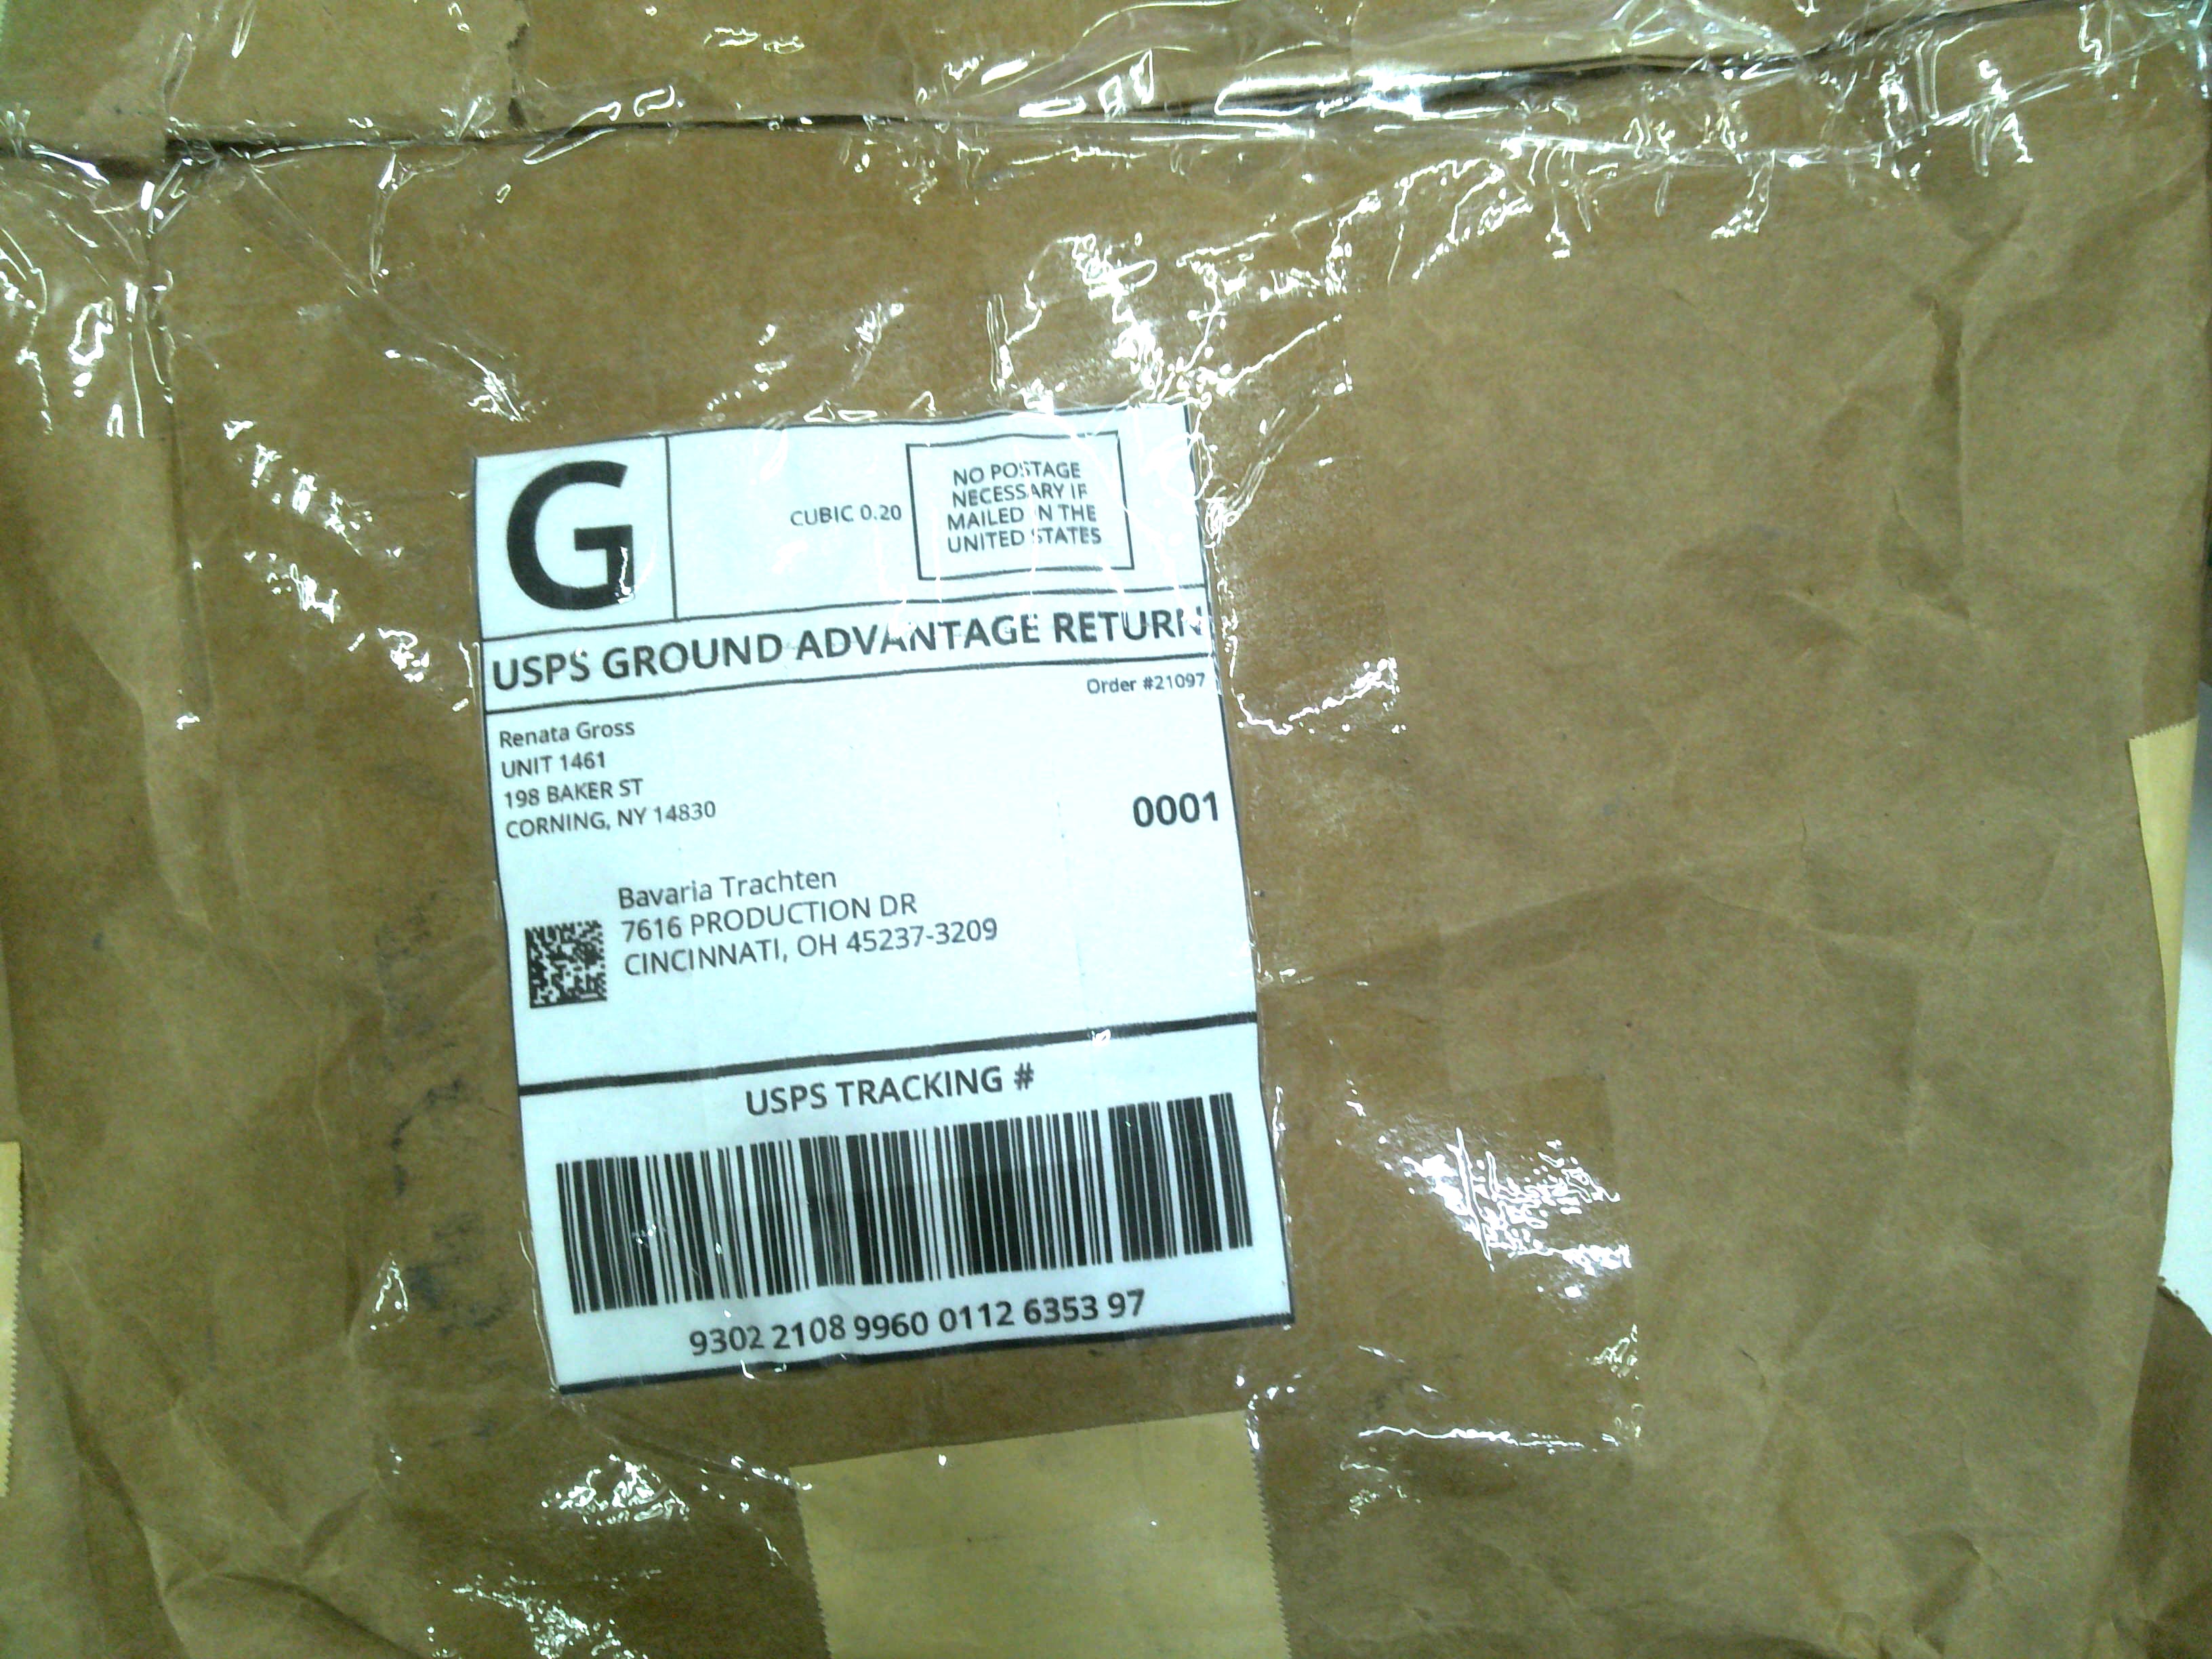 G
CUBIC 0.20
NO POSTAGE
NECESSARY IF
MAILED IN THE
UNITED STATES
USPS GROUND ADVANTAGE RETURN
Order #21097
Renata Gross
UNIT 1461
198 BAKER ST
CORNING, NY 14830
0001
Bavaria Trachten
7616 PRODUCTION DR
CINCINNATI, OH 45237-3209
USPS TRACKING #
9302 2108 9960 0112 6353 97